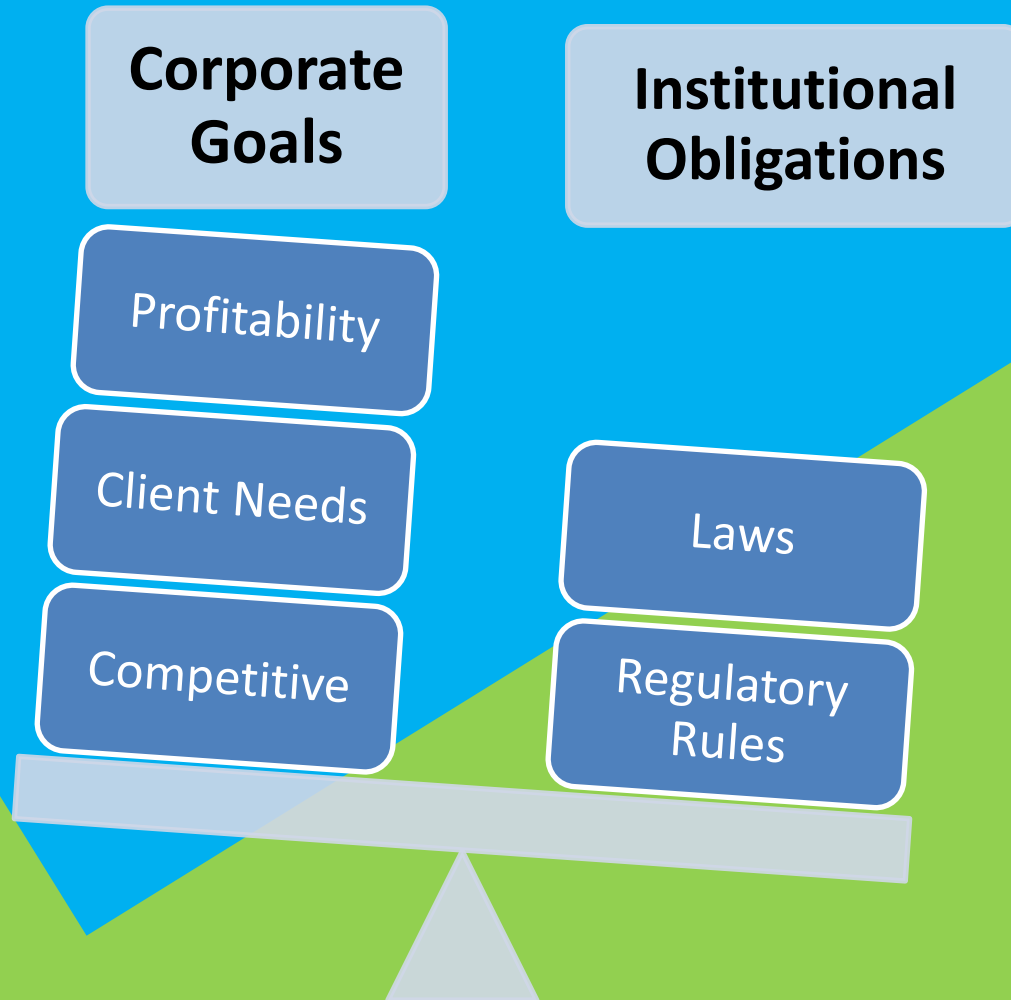 Corporate
Goals
Institutional
Obligations
Profitability
Client Needs
Competitive
Laws
Regulatory
Rules